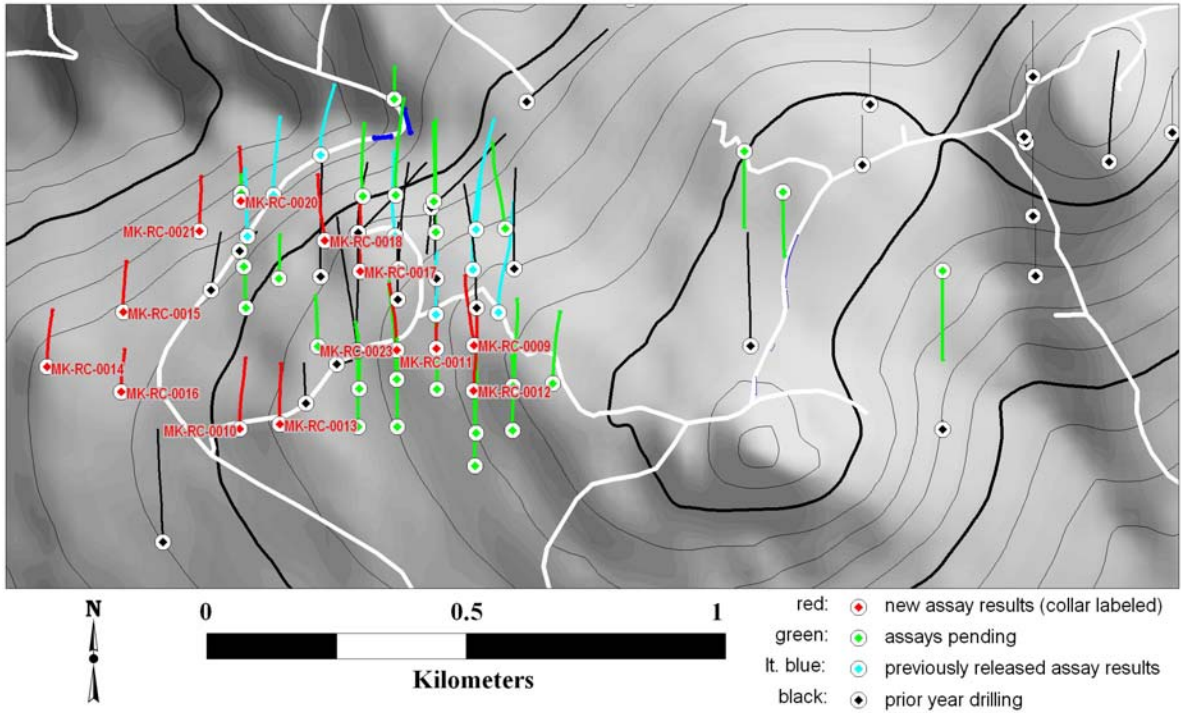 MK-RC-0020
MK-RC-0021
MK-RC-0018
MK-RC-0017
MK-RC-0015
MK-RC-0023
MK-RC-0011
MK-RC-0009
MK-RC-0014
MK-RC-0016
MK-RC-0012
MK-RC-0010
MK-RC-0013
N
0 0.5 1
Kilometers
red: new assay results (collar labeled)
green: assays pending
lt. blue: previously released assay results
black: prior year drilling